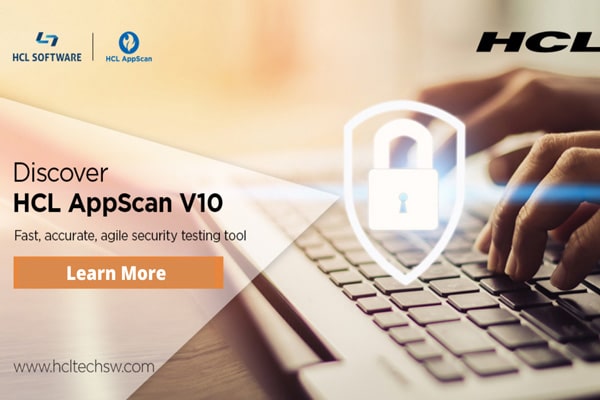 HCL SOFTWARE
HCL AppScan
HCL
Discover
HCL AppScan V10
Fast, accurate, agile security testing tool
Learn More
www.hcltechsw.com